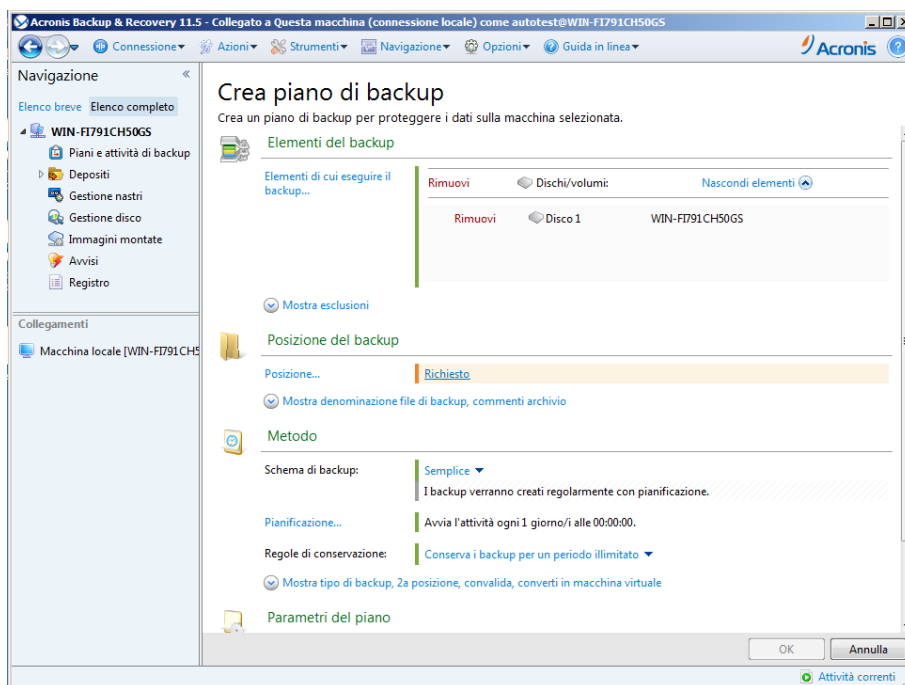 Acronis Backup & Recovery 11.5 - Collegato a Questa macchina (connessione locale) come autotest@WIN-FI791CH50GS
Connessione Azioni Strumenti Navigazione Opzioni Guida in linea Acronis
Navigazione
Elenco breve Elenco completo
WIN-FI791CH50GS
Piani e attività di backup
Depositi
Gestione nastri
Gestione disco
Immagini montate
Avvisi
Registro
Collegamenti
Macchina locale [WIN-FI791CH5
Crea piano di backup
Crea un piano di backup per proteggere i dati sulla macchina selezionata.
Elementi del backup
Elementi di cui eseguire il
backup...
Rimuovi Dischi/volumi: Nascondi elementi
Rimuovi Disco 1 WIN-FI791CH50GS
Mostra esclusioni
Posizione del backup
Posizione... Richiesto
Mostra denominazione file di backup, commenti archivio
Metodo
Schema di backup: Semplice
I backup verranno creati regolarmente con pianificazione.
Pianificazione... Avvia l'attività ogni 1 giorno/i alle 00:00:00.
Regole di conservazione: Conserva i backup per un periodo illimitato
Mostra tipo di backup, 2a posizione, convalida, converti in macchina virtuale
Parametri del piano
OK Annulla
Attività correnti